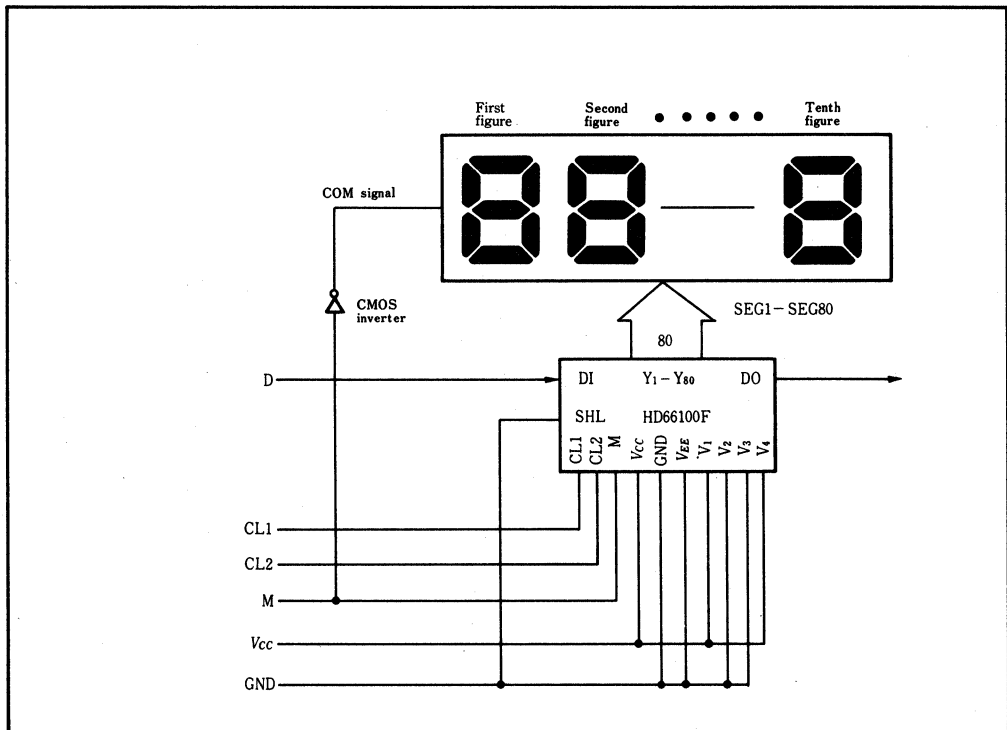 First figure
Second figure
Tenth figure
COM signal
CMOS inverter
SEG1-SEG80
80
D
DI
Y1-Y80
DO
SHL
HD66100F
CL1
CL2
M
VCC
GND
VEE
V1
V2
V3
V4
CL1
CL2
M
Vcc
GND